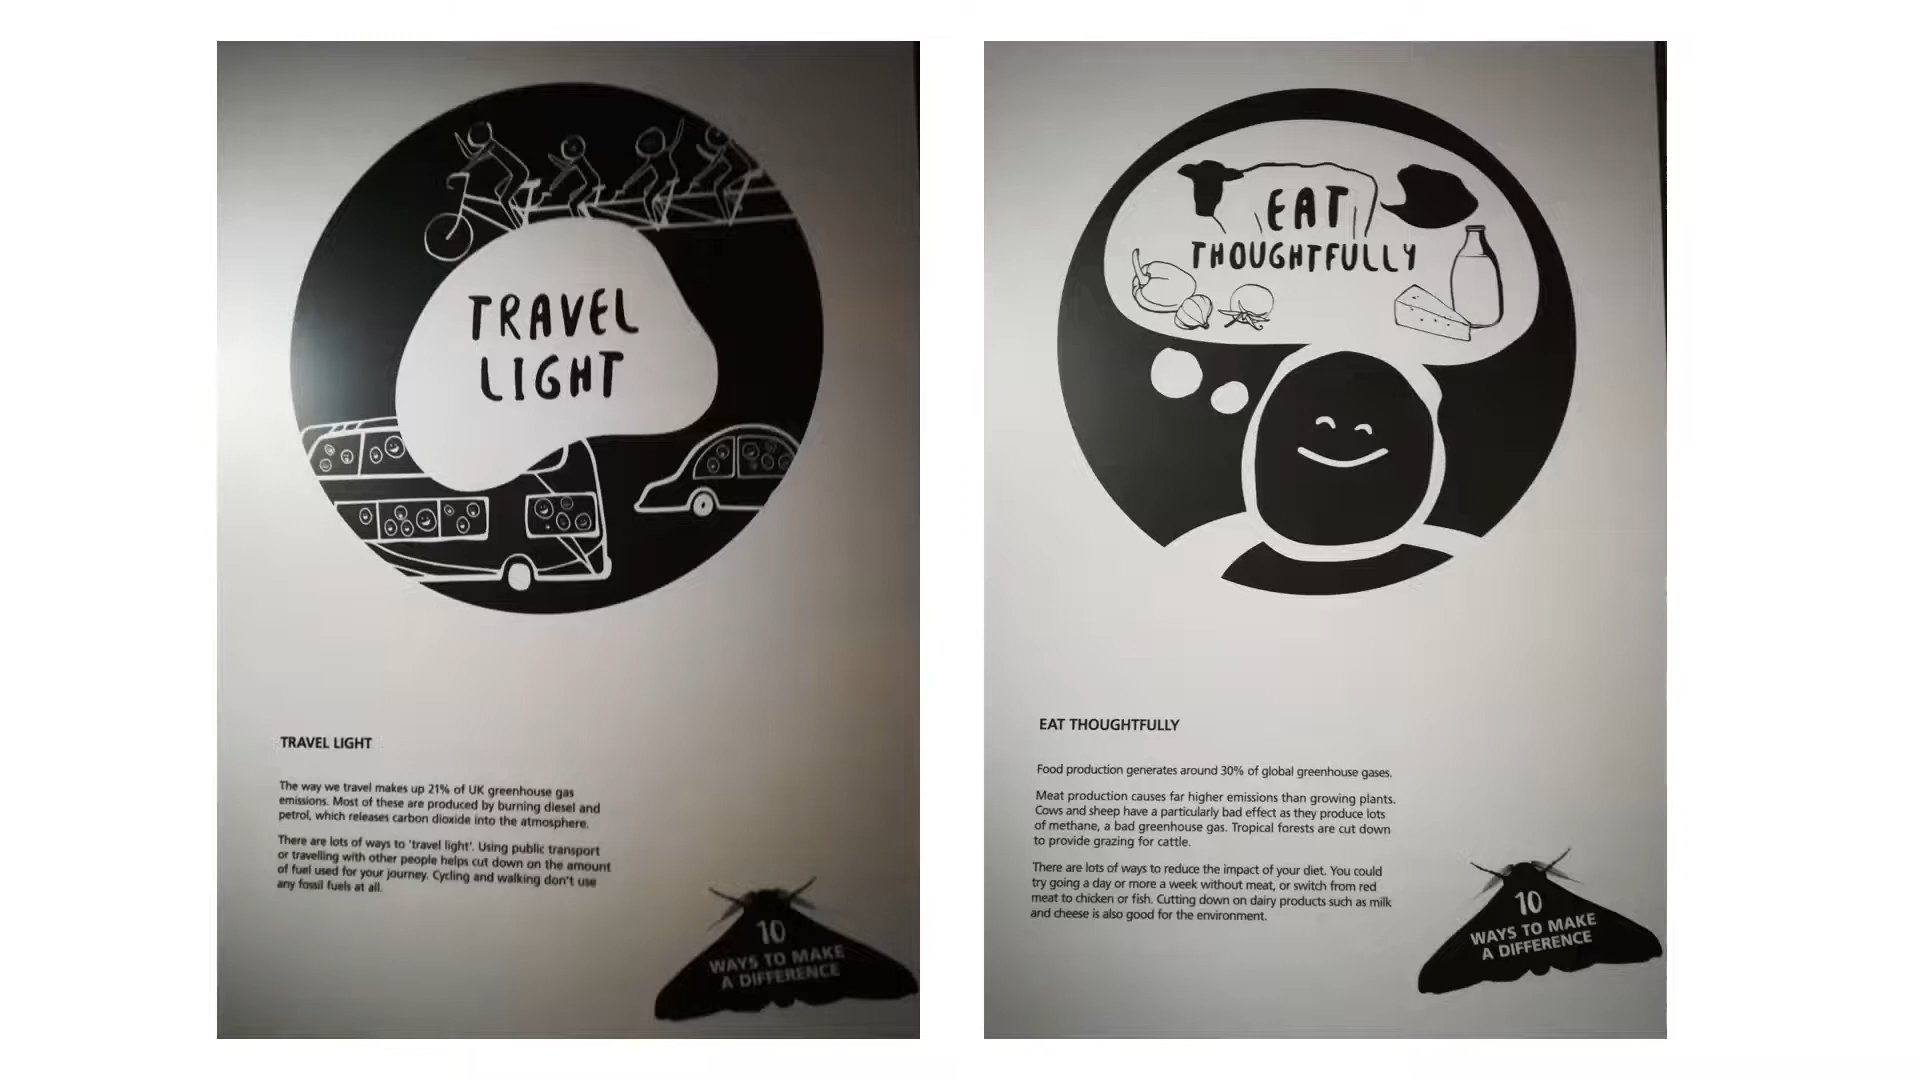 TRAVEL
LIGHT
TRAVEL LIGHT
The way we travel makes up 21% of UK greenhouse gas
emissions. Most of these are produced by burning diesel and
petrol, which releases carbon dioxide into the atmosphere.
There are lots of ways to 'travel light'. Using public transport
or travelling with other people helps cut down on the amount
of fuel used for your journey. Cycling and walking don't use
any fossil fuels at all.
10
WAYS TO MAKE
A DIFFERENCE
EAT
THOUGHTFULLY
EAT THOUGHTFULLY
Food production generates around 30% of global greenhouse gases.
Meat production causes far higher emissions than growing plants.
Cows and sheep have a particularly bad effect as they produce lots
of methane, a bad greenhouse gas. Tropical forests are cut down
to provide grazing for cattle.
There are lots of ways to reduce the impact of your diet. You could
try going a day or more a week without meat, or switch from red
meat to chicken or fish. Cutting down on dairy products such as milk
and cheese is also good for the environment.
10
WAYS TO MAKE
A DIFFERENCE